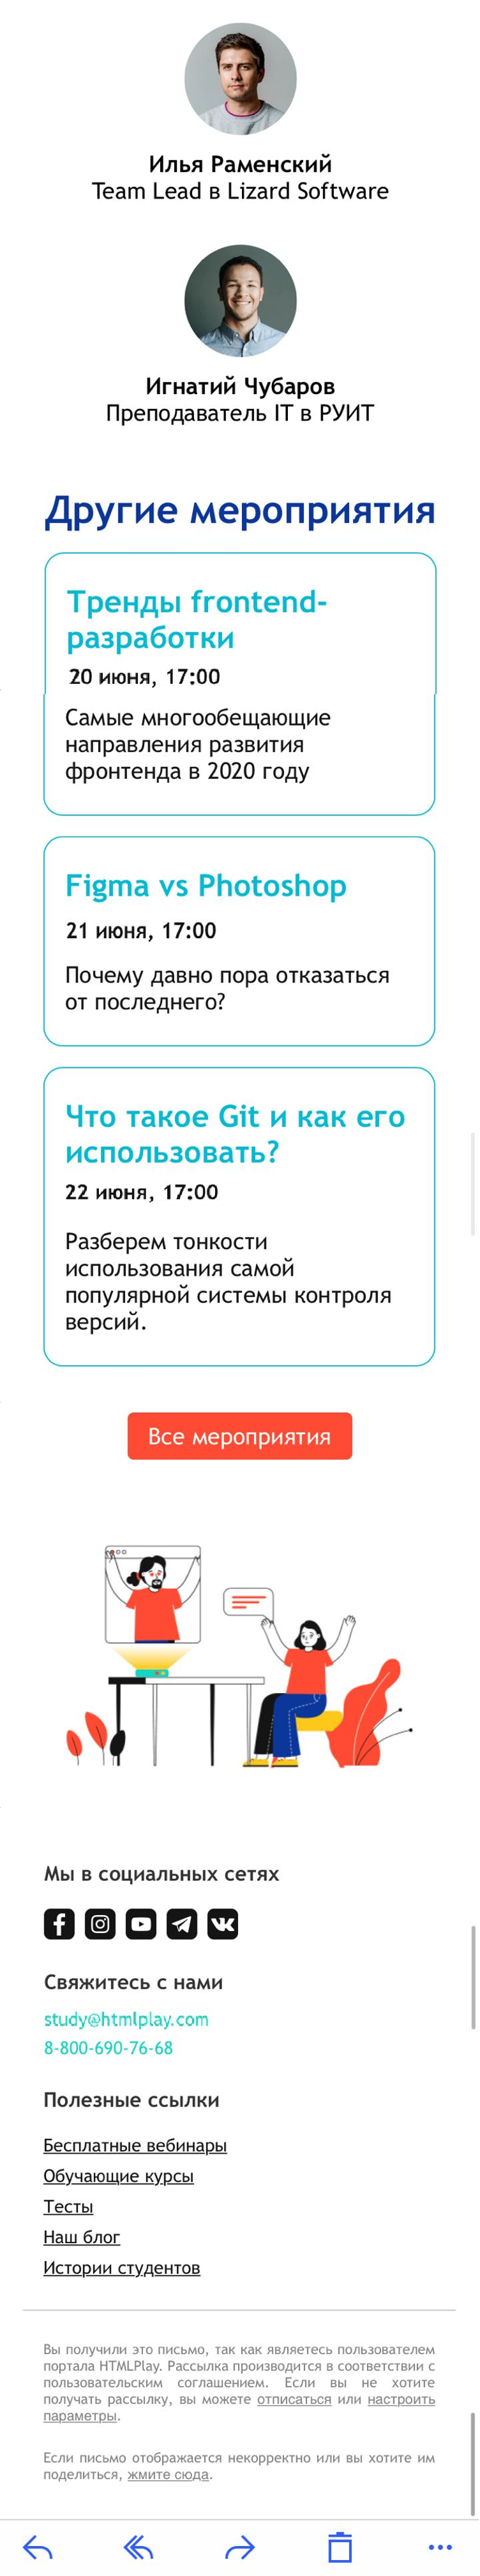 Илья Раменский
Team Lead в Lizard Software
Игнатий Чубаров
Преподаватель IT в РУИТ
Другие мероприятия
Тренды frontend-
разработки
20 июня, 17:00
Самые многообещающие
направления развития
фронтенда в 2020 году
Figma vs Photoshop
21 июня, 17:00
Почему давно пора отказаться
от последнего?
Что такое Git и как его
использовать?
22 июня, 17:00
Разберем тонкости
использования самой
популярной системы контроля
версий.
Все мероприятия
Мы в социальных сетях
Свяжитесь с нами
study@htmlplay.com
8-800-690-76-68
Полезные ссылки
Бесплатные вебинары
Обучающие курсы
Тесты
Наш блог
Истории студентов
Вы получили это письмо, так как являетесь пользователем
портала HTMLPlay. Рассылка производится в соответствии с
пользовательским соглашением. Если вы не хотите
получать рассылку, вы можете отписаться или настроить
параметры.
Если письмо отображается некорректно или вы хотите им
поделиться, жмите сюда.